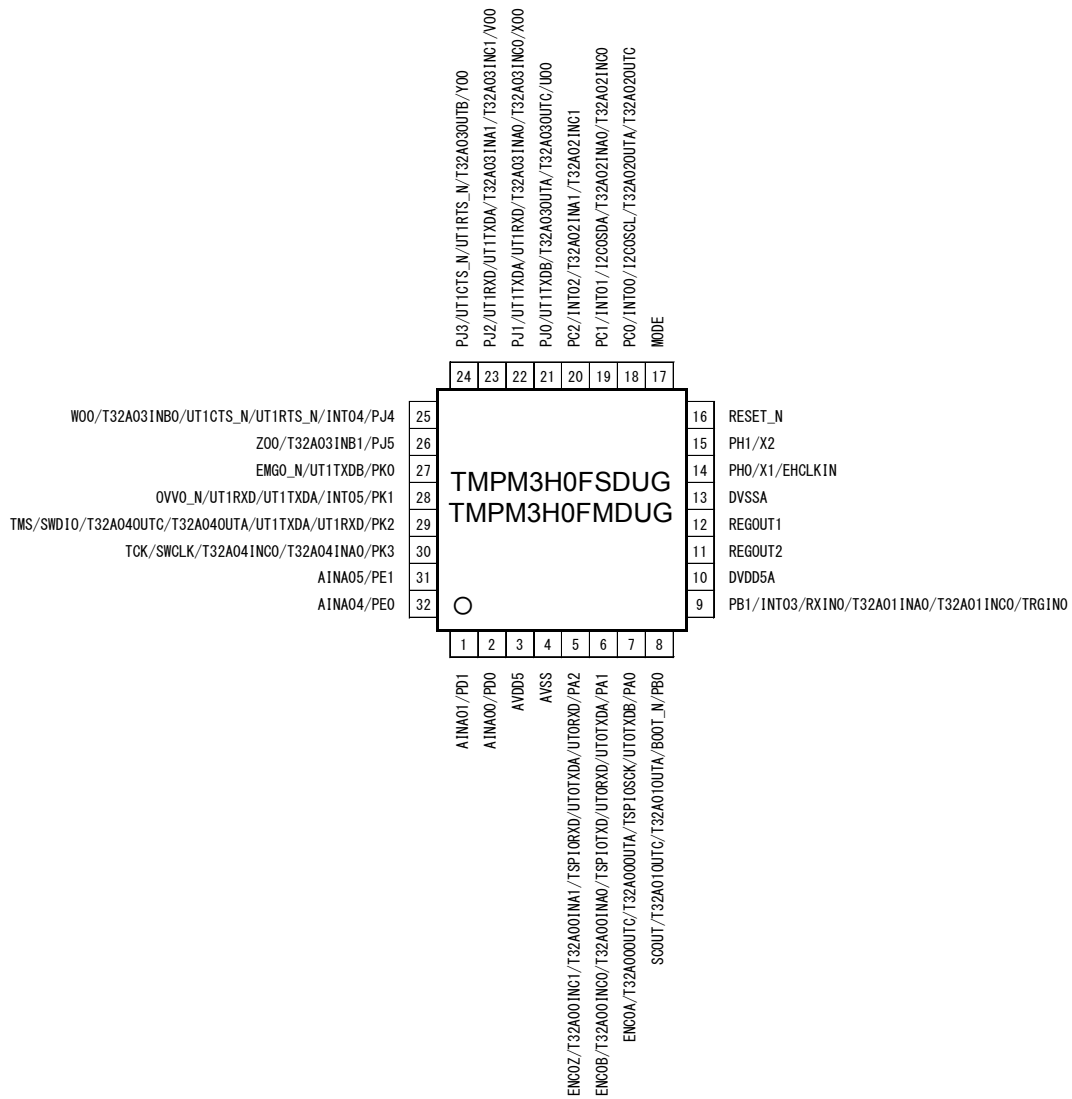 PJ3/UT1CTS_N/UT1RTS_N/T32A03OUTB/YO0
PJ2/UT1RXD/UT1TXDA/T32A03INA1/T32A03INC1/VO0
PJ1/UT1TXDA/UT1RXD/T32A03INA0/T32A03INC0/XO0
PJ0/UT1TXDB/T32A03OUTA/T32A03OUTC/UO0
PC2/INT02/T32A02INA1/T32A02INC1
PC1/INT01/I2C0SDA/T32A02INA0/T32A02INC0
PC0/INT00/I2C0SCL/T32A02OUTA/T32A02OUTC
MODE
24 23 22 21 20 19 18 17
WO0/T32A03INB0/UT1CTS_N/UT1RTS_N/INT04/PJ4 25
ZO0/T32A03INB1/PJ5 26
EMG0_N/UT1TXDB/PK0 27
OVV0_N/UT1RXD/UT1TXDA/INT05/PK1 28
TMS/SWDIO/T32A04OUTC/T32A04OUTA/UT1TXDA/UT1RXD/PK2 29
TCK/SWCLK/T32A04INC0/T32A04INA0/PK3 30
AINA05/PE1 31
AINA04/PE0 32
TMPM3H0FSDUG
TMPM3H0FMDUG
16 RESET_N
15 PH1/X2
14 PH0/X1/EHCLKIN
13 DVSSA
12 REGOUT1
11 REGOUT2
10 DVDD5A
9 PB1/INT03/RXIN0/T32A01INA0/T32A01INC0/TRGIN0
1 2 3 4 5 6 7 8
AINA01/PD1
AINA00/PD0
AVDD5
AVSS
ENC0Z/T32A00INC1/T32A00INA1/TSPI0RXD/UT0TXDA/UT0RXD/PA2
ENC0B/T32A00INC0/T32A00INA0/TSPI0TXD/UT0RXD/UT0TXDA/PA1
ENC0A/T32A00OUTC/T32A00OUTA/TSPI0SCK/UT0TXDB/PA0
SCOUT/T32A01OUTC/T32A01OUTA/BOOT_N/PB0